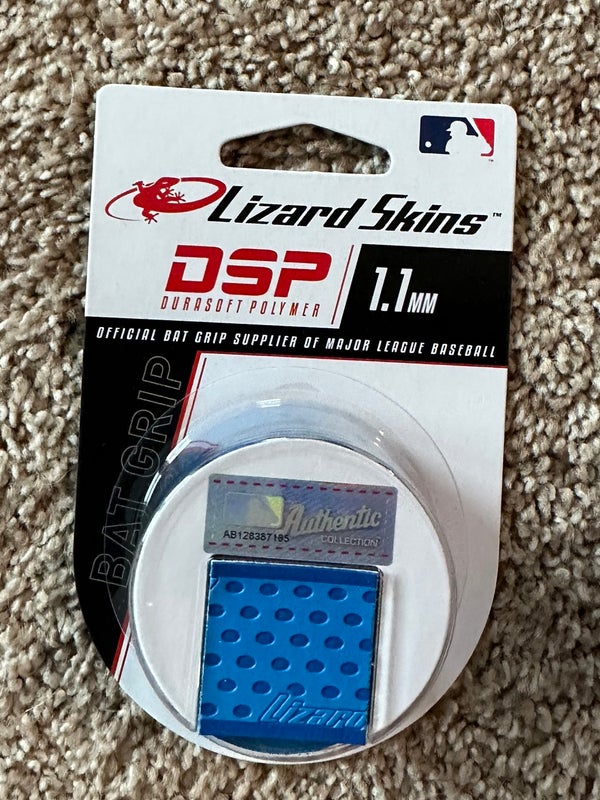 Lizard Skins™
DSP
DURASOFT POLYMER
1.1MM
OFFICIAL BAT GRIP SUPPLIER OF MAJOR LEAGUE BASEBALL
BAT GRIP
Authentic
COLLECTION
AB128387195
Lizard